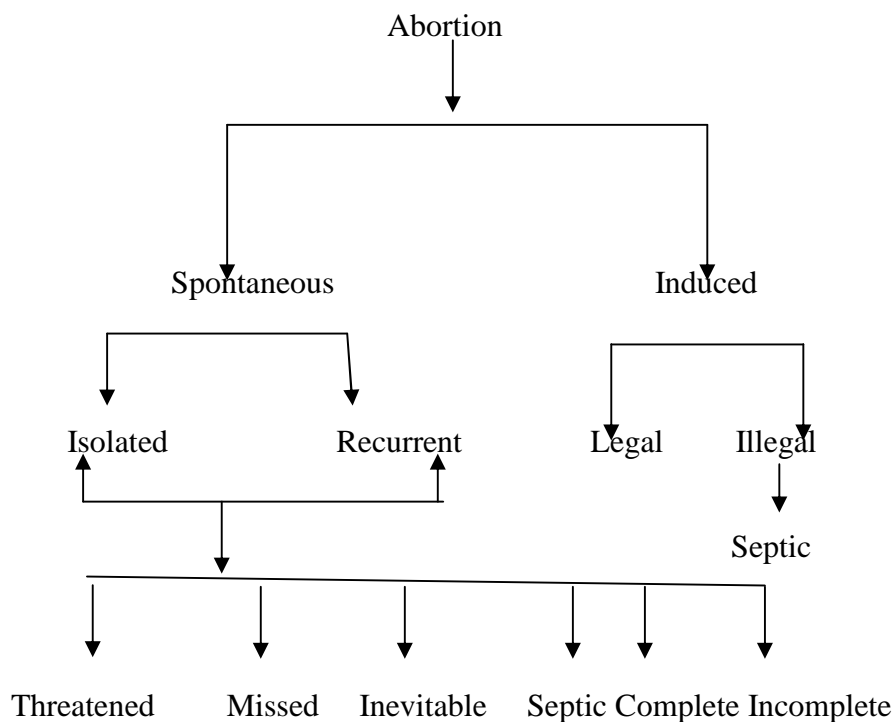 Abortion
Spontaneous Induced
Isolated Recurrent Legal Illegal
Septic
Threatened Missed Inevitable Septic Complete Incomplete